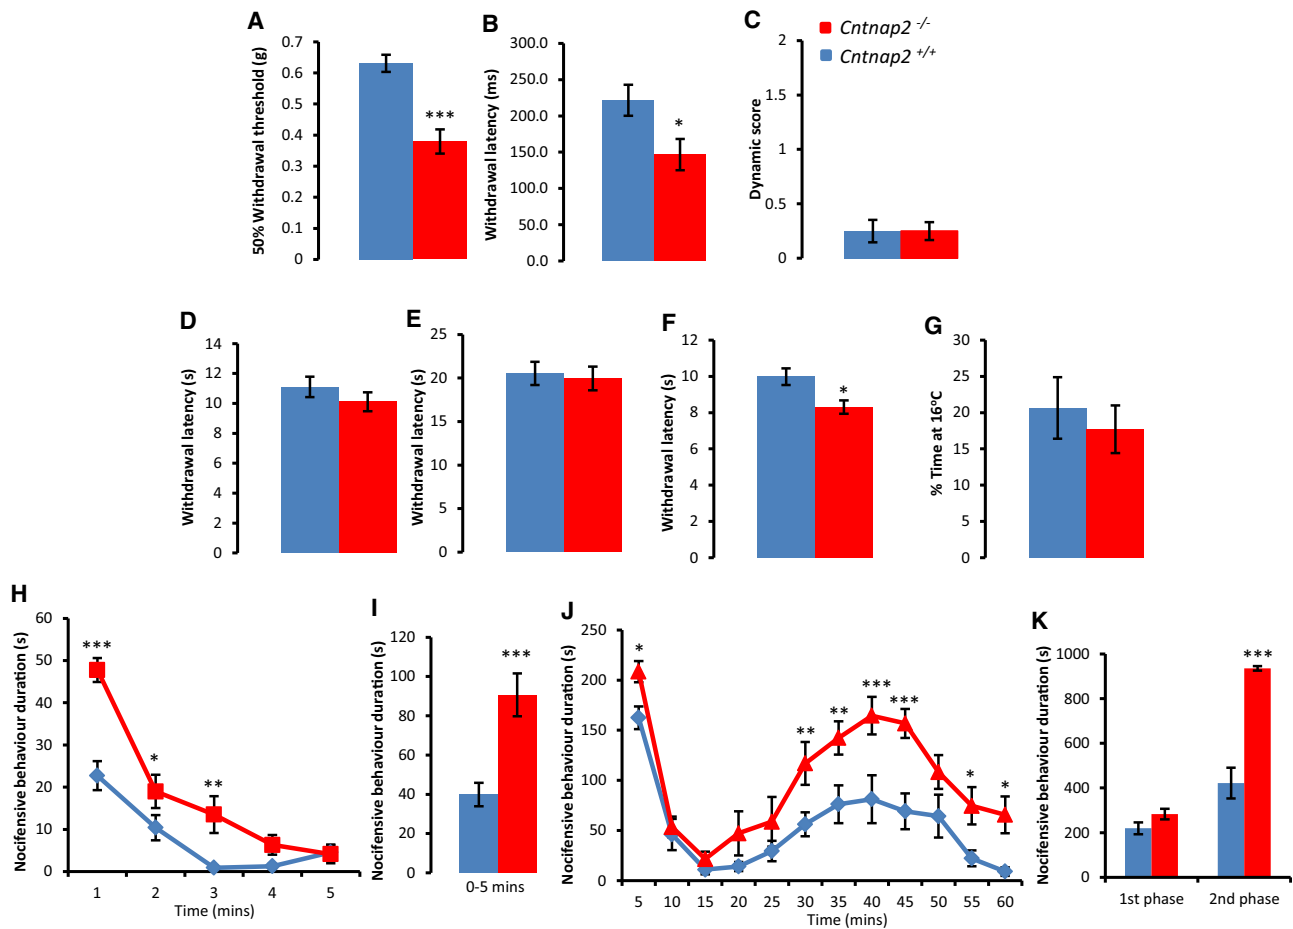 A
50% Withdrawal threshold (g)
0.7
0.6
0.5
0.4
0.3
0.2
0.1
0
***
B
Withdrawal latency (ms)
300.0
250.0
200.0
150.0
100.0
50.0
0.0
*
C
Dynamic score
2
1.5
1
0.5
0
Cntnap2 -/-
Cntnap2 +/+
D
Withdrawal latency (s)
14
12
10
8
6
4
2
0
E
Withdrawal latency (s)
25
20
15
10
5
0
F
Withdrawal latency (s)
12
10
8
6
4
2
0
*
G
% Time at 16°C
30
25
20
15
10
5
0
H
Nocifensive behaviour duration (s)
60
50
40
30
20
10
0
***
*
**
1 2 3 4 5
Time (mins)
I
Nocifensive behaviour duration (s)
120
100
80
60
40
20
0
***
0-5 mins
J
Nocifensive behaviour duration (s)
250
200
150
100
50
0
*
**
**
***
***
*
*
5 10 15 20 25 30 35 40 45 50 55 60
Time (mins)
K
Nocifensive behaviour duration (s)
1000
800
600
400
200
0
***
1st phase 2nd phase